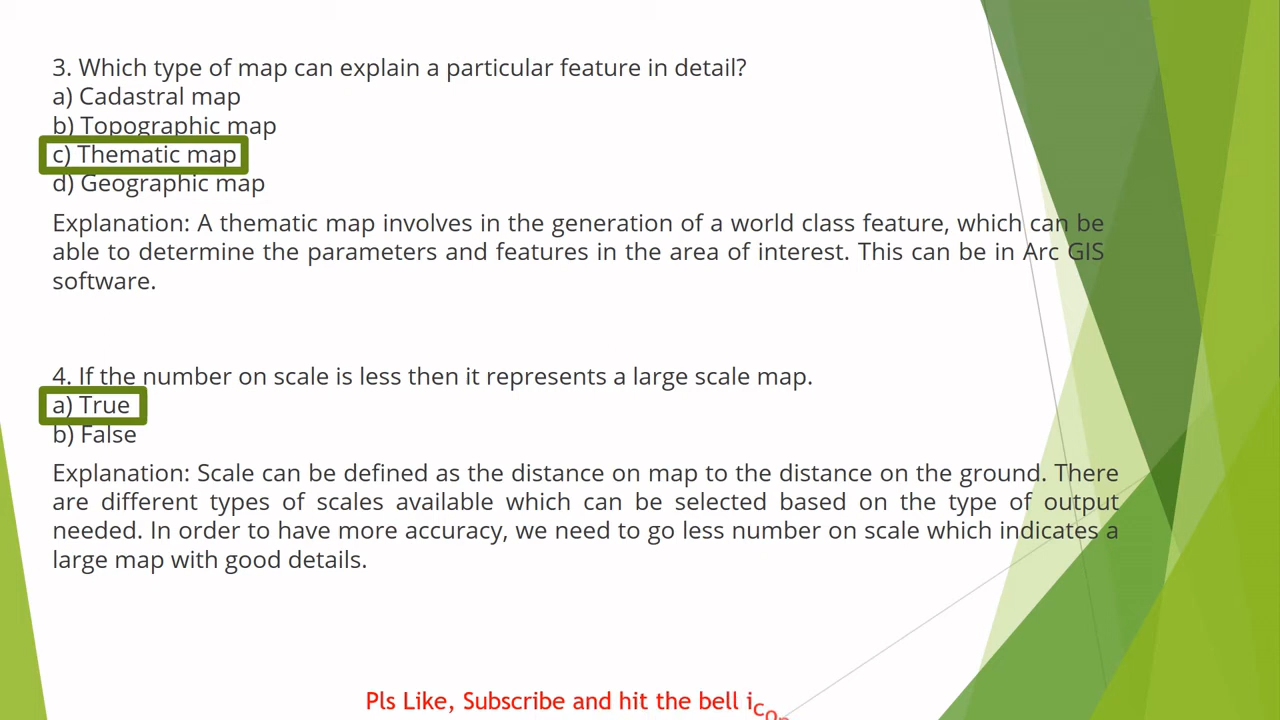 3. Which type of map can explain a particular feature in detail?
a) Cadastral map
b) Topographic map
c) Thematic map
d) Geographic map
Explanation: A thematic map involves in the generation of a world class feature, which can be
able to determine the parameters and features in the area of interest. This can be in Arc GIS
software.
4. If the number on scale is less then it represents a large scale map.
a) True
b) False
Explanation: Scale can be defined as the distance on map to the distance on the ground. There
are different types of scales available which can be selected based on the type of output
needed. In order to have more accuracy, we need to go less number on scale which indicates a
large map with good details.
Pls Like, Subscribe and hit the bell icon